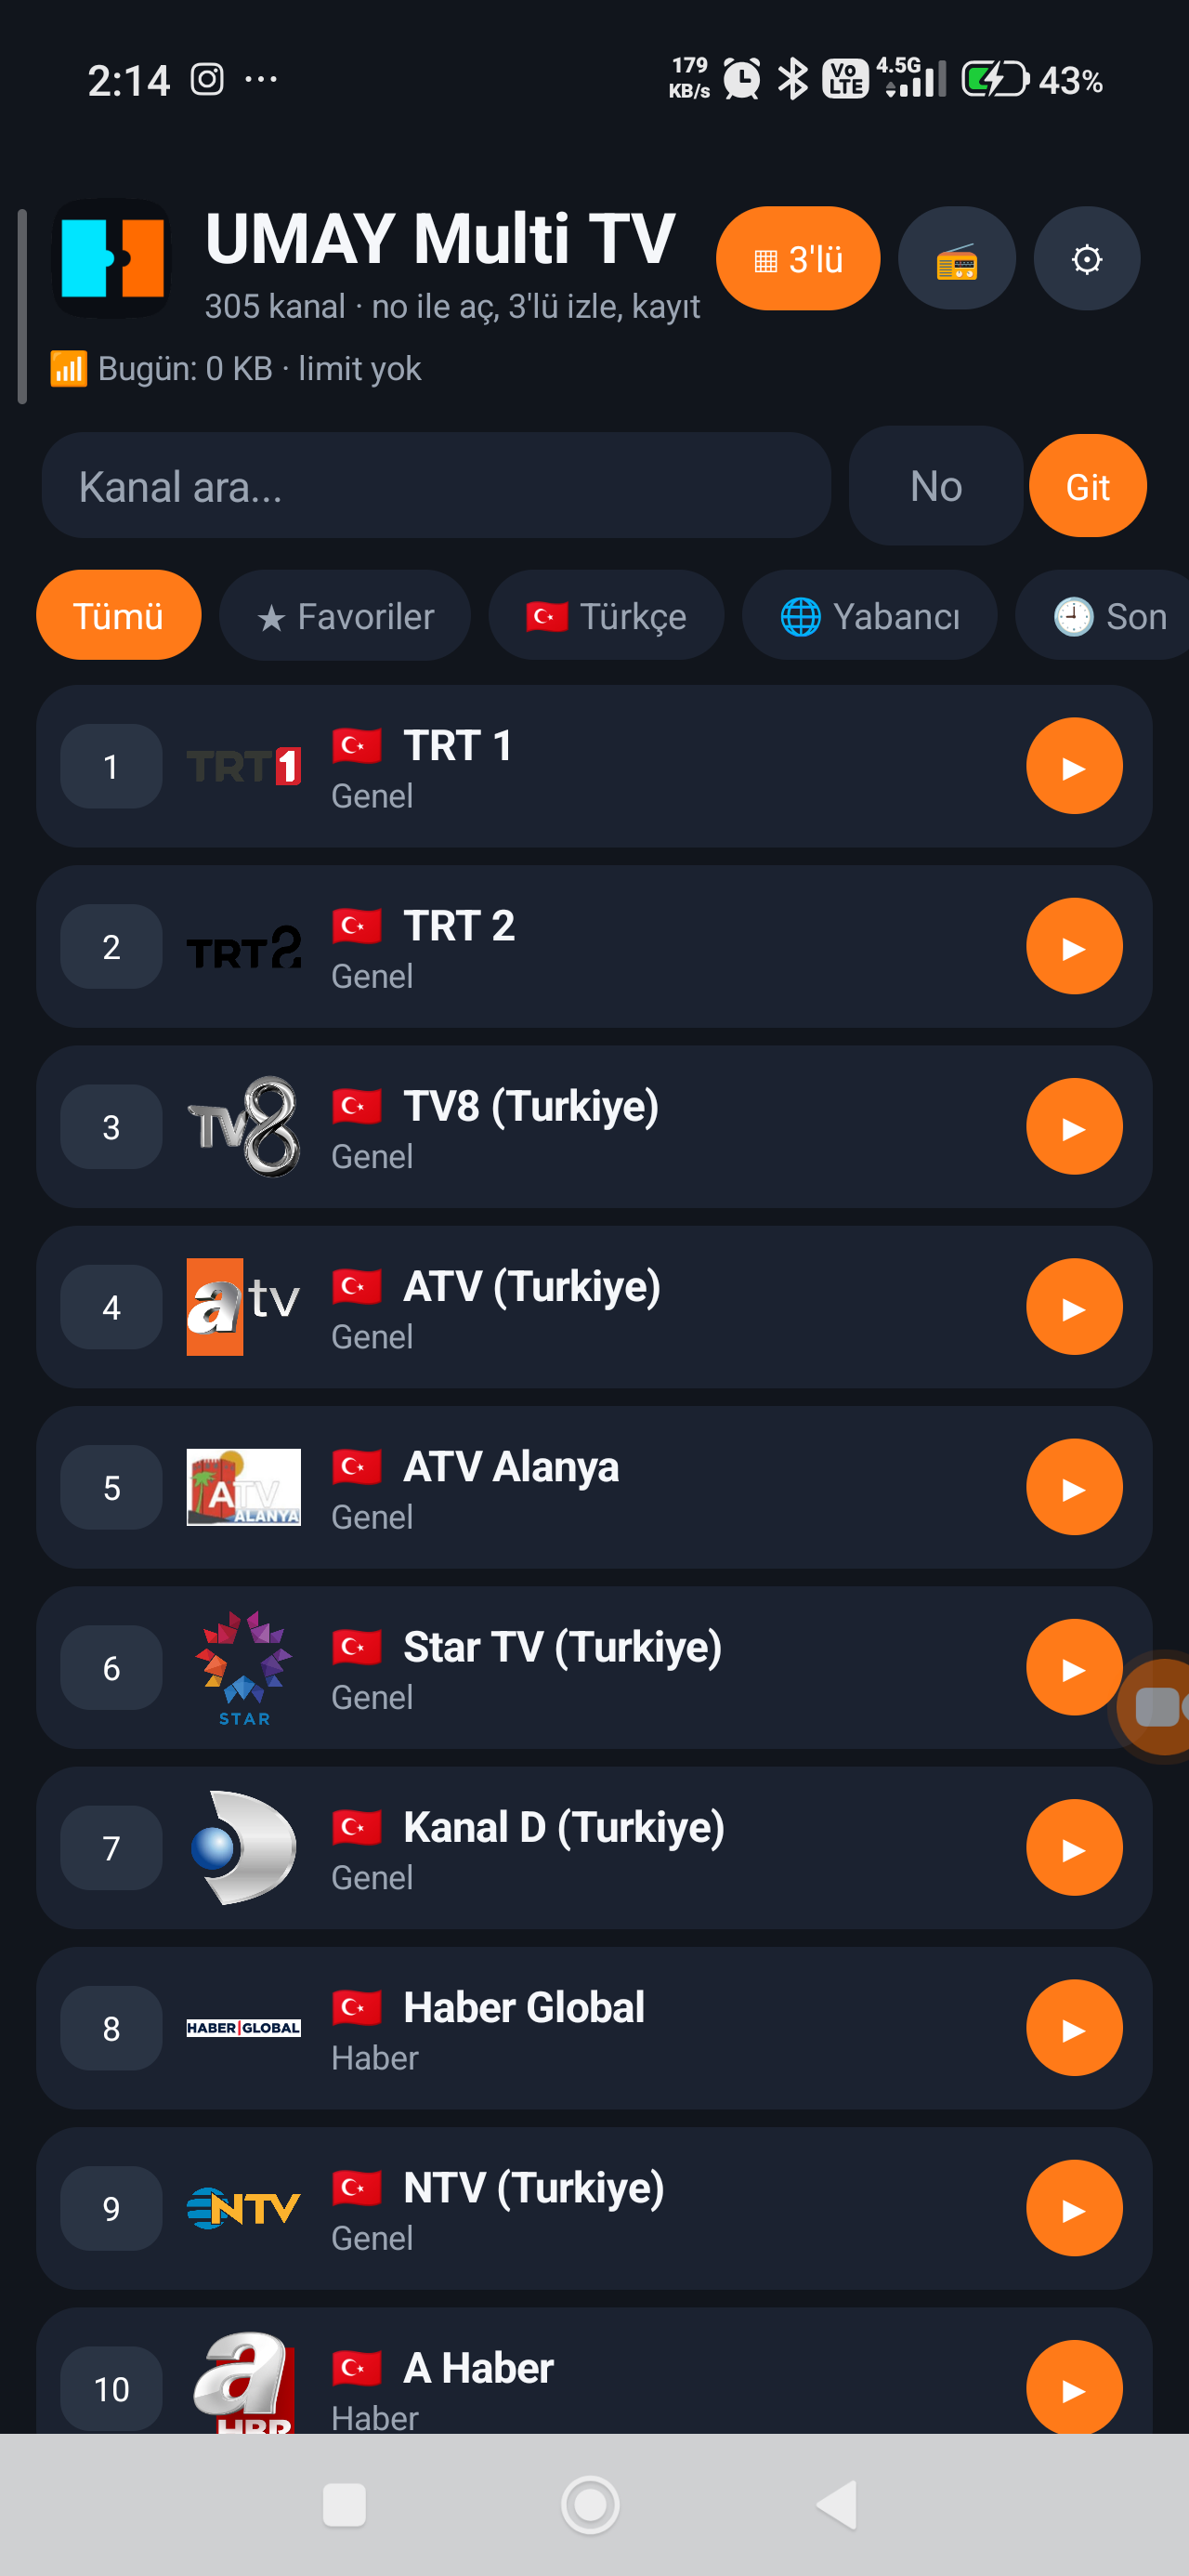 2:14
179 KB/s
Vo LTE
4.5G
43%
UMAY Multi TV
305 kanal · no ile aç, 3'lü izle, kayıt
3'lü
Bugün: 0 KB · limit yok
Kanal ara...
No
Git
Tümü
★ Favoriler
Türkçe
Yabancı
Son
1
TRT1
TRT 1
Genel
2
TRT2
TRT 2
Genel
3
TV8
TV8 (Turkiye)
Genel
4
atv
ATV (Turkiye)
Genel
5
ATV ALANYA
ATV Alanya
Genel
6
STAR
Star TV (Turkiye)
Genel
7
Kanal D (Turkiye)
Genel
8
HABER|GLOBAL
Haber Global
Haber
9
NTV
NTV (Turkiye)
Genel
10
a HBR
A Haber
Haber